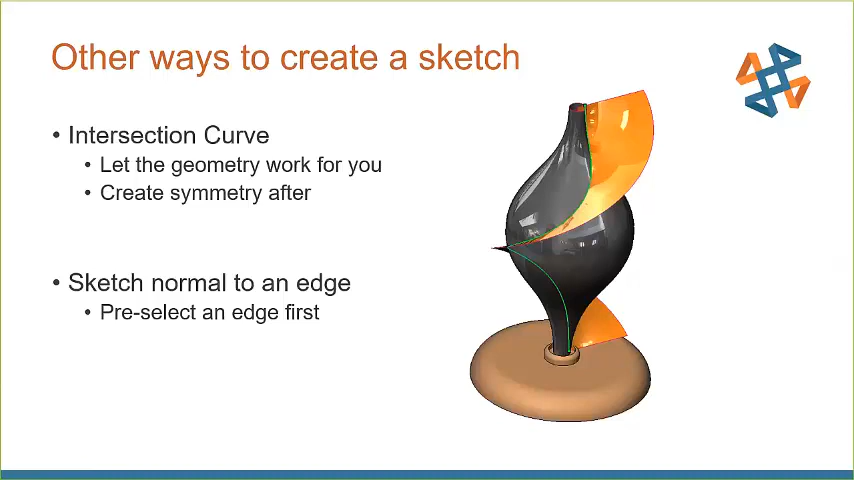 Other ways to create a sketch
• Intersection Curve
• Let the geometry work for you
• Create symmetry after
• Sketch normal to an edge
• Pre-select an edge first